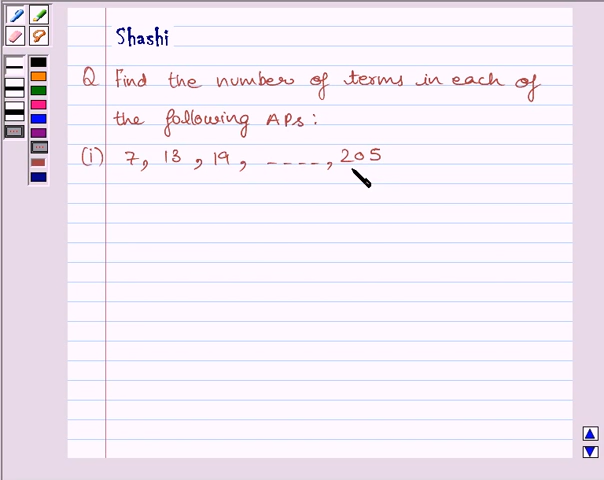 Shashi
Q Find the number of terms in each of
the following APs:
(i) 7, 13, 19, ----, 205